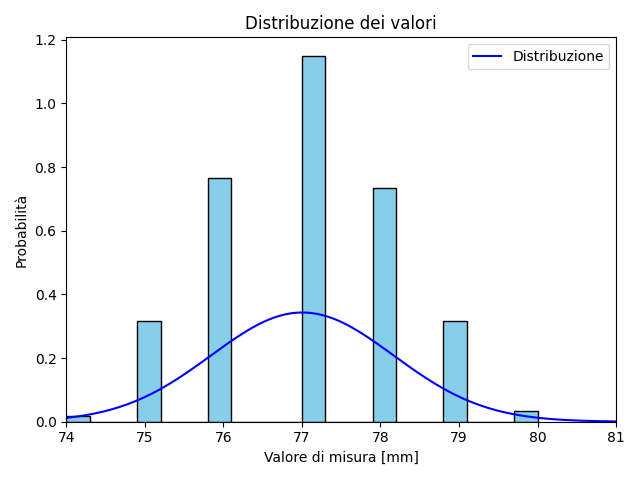 Distribuzione dei valori
Distribuzione
1.2
1.0
0.8
0.6
0.4
0.2
0.0
Probabilità
74 75 76 77 78 79 80 81
Valore di misura [mm]